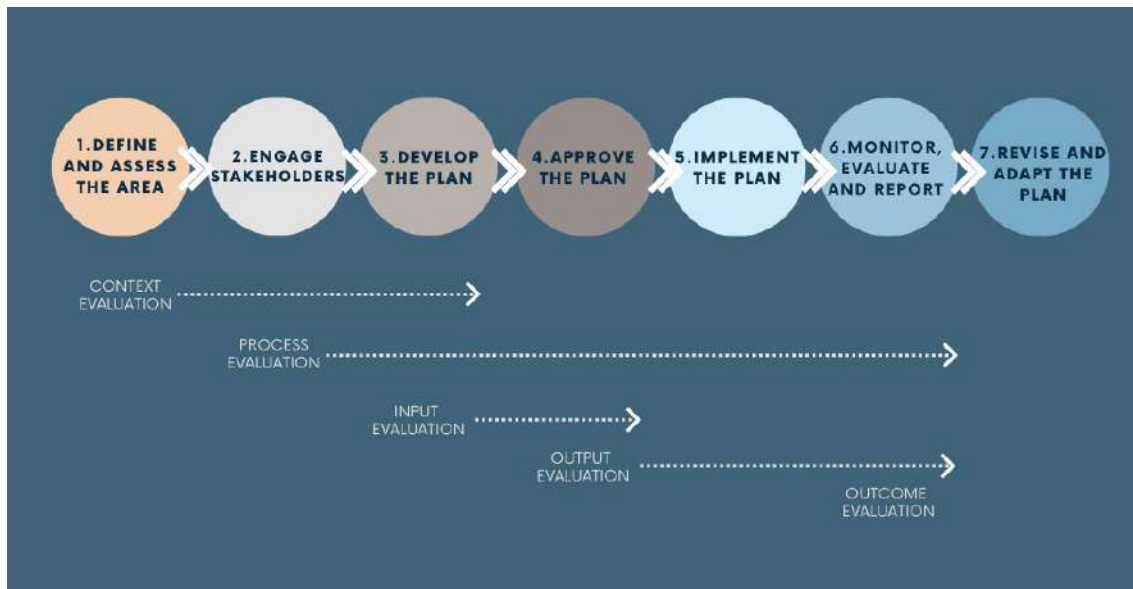 1.DEFINE
AND ASSESS
THE AREA
2.ENGAGE
STAKEHOLDERS
3.DEVELOP
THE PLAN
4.APPROVE
THE PLAN
5.IMPLEMENT
THE PLAN
6.MONITOR,
EVALUATE
AND REPORT
7.REVISE AND
ADAPT THE
PLAN
CONTEXT
EVALUATION
PROCESS
EVALUATION
INPUT
EVALUATION
OUTPUT
EVALUATION
OUTCOME
EVALUATION